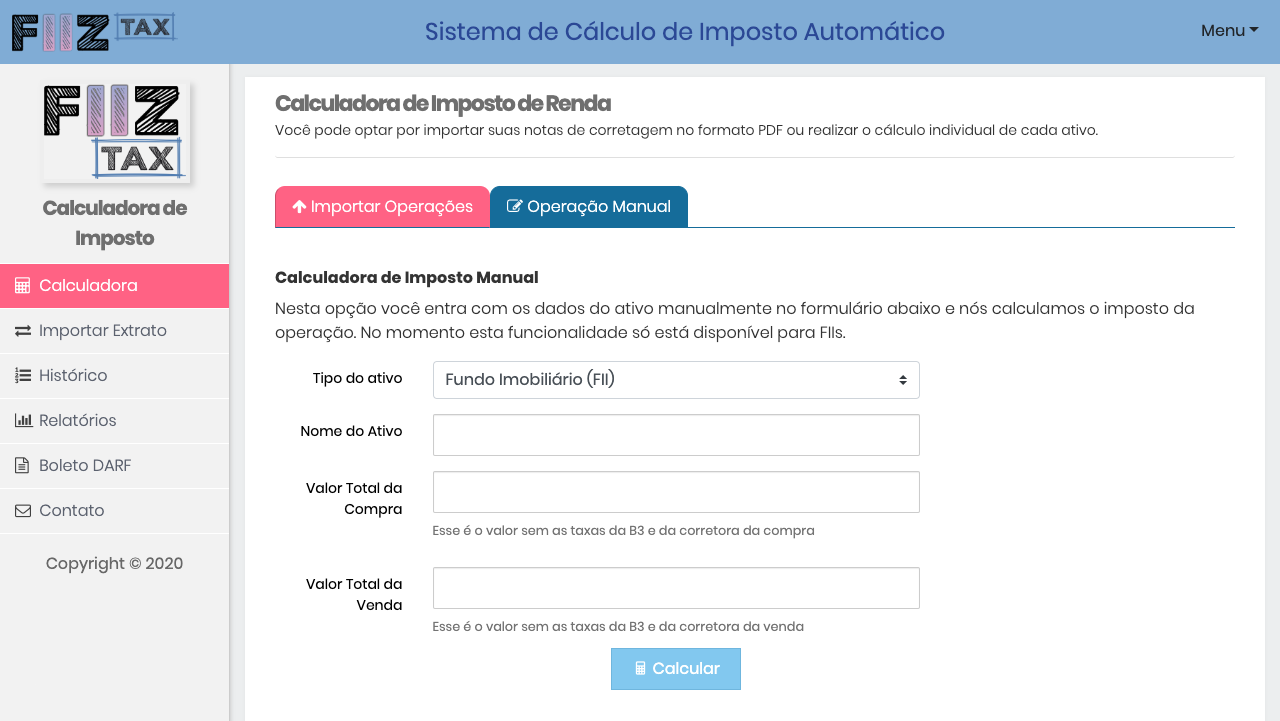 FIIZ TAX
Sistema de Cálculo de Imposto Automático
Menu
FIIZ
TAX
Calculadora de
Imposto
Calculadora
Importar Extrato
Histórico
Relatórios
Boleto DARF
Contato
Copyright © 2020
Calculadora de Imposto de Renda
Você pode optar por importar suas notas de corretagem no formato PDF ou realizar o cálculo individual de cada ativo.
Importar Operações
Operação Manual
Calculadora de Imposto Manual
Nesta opção você entra com os dados do ativo manualmente no formulário abaixo e nós calculamos o imposto da
operação. No momento esta funcionalidade só está disponível para FIIs.
Tipo do ativo
Fundo Imobiliário (FII)
Nome do Ativo
Valor Total da
Compra
Esse é o valor sem as taxas da B3 e da corretora da compra
Valor Total da
Venda
Esse é o valor sem as taxas da B3 e da corretora da venda
Calcular